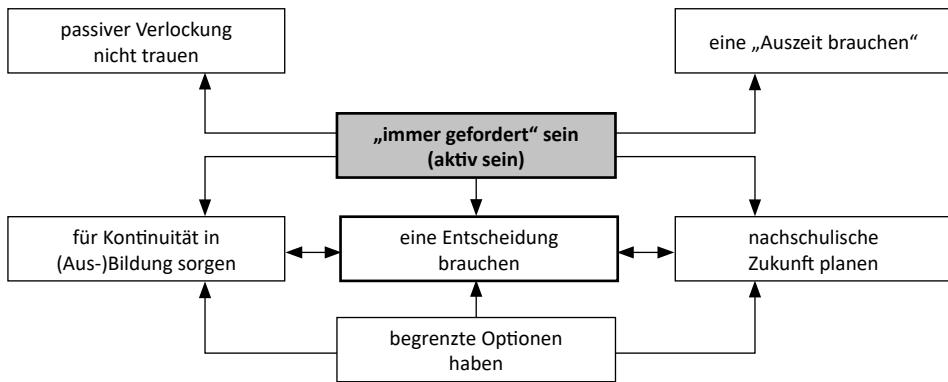 passiver Verlockung
nicht trauen
eine „Auszeit brauchen“
„immer gefordert“ sein
(aktiv sein)
für Kontinuität in
(Aus-)Bildung sorgen
eine Entscheidung
brauchen
nachschulische
Zukunft planen
begrenzte Optionen
haben